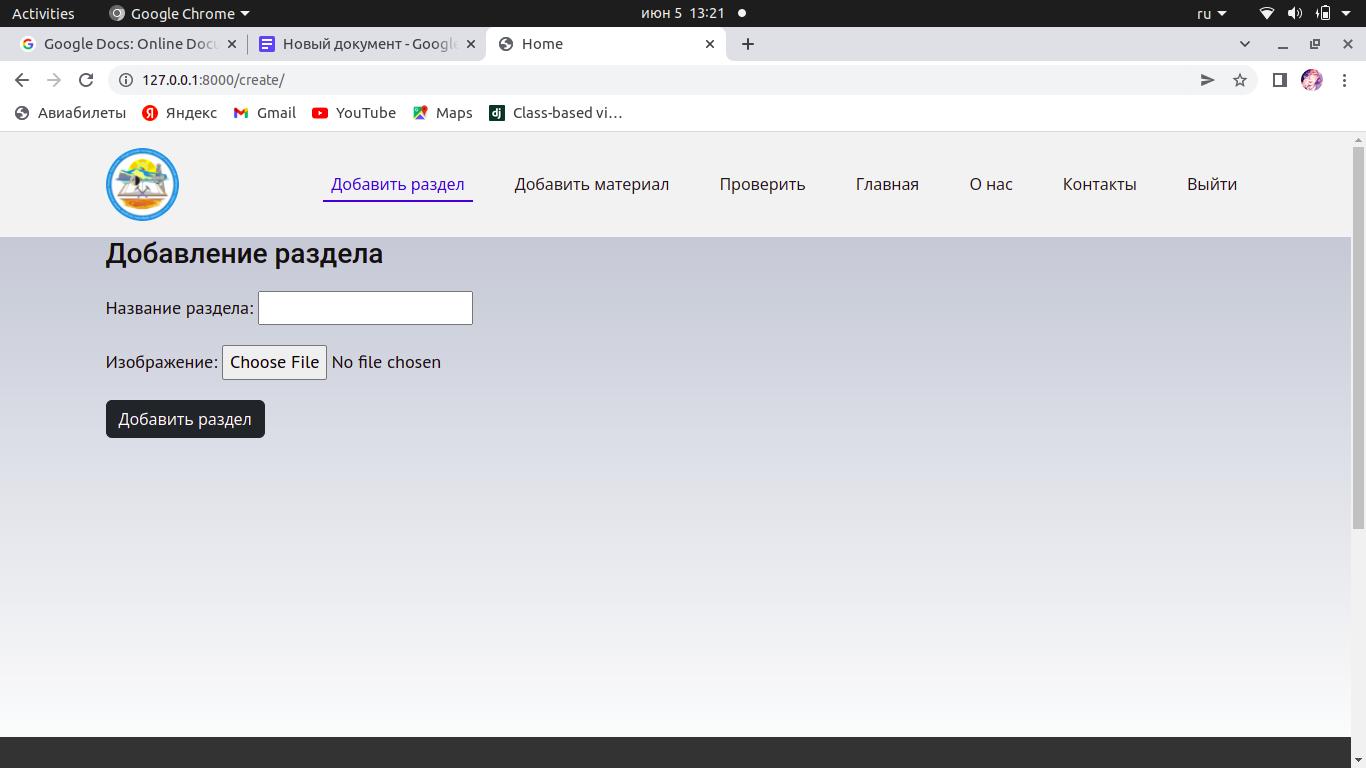 Activities Google Chrome июн 5 13:21 ru
Google Docs: Online Docu Новый документ - Google Home
127.0.0.1:8000/create/
Авиабилеты Яндекс Gmail YouTube Maps Class-based vi...
Добавить раздел Добавить материал Проверить Главная О нас Контакты Выйти
Добавление раздела
Название раздела:
Изображение: Choose File No file chosen
Добавить раздел